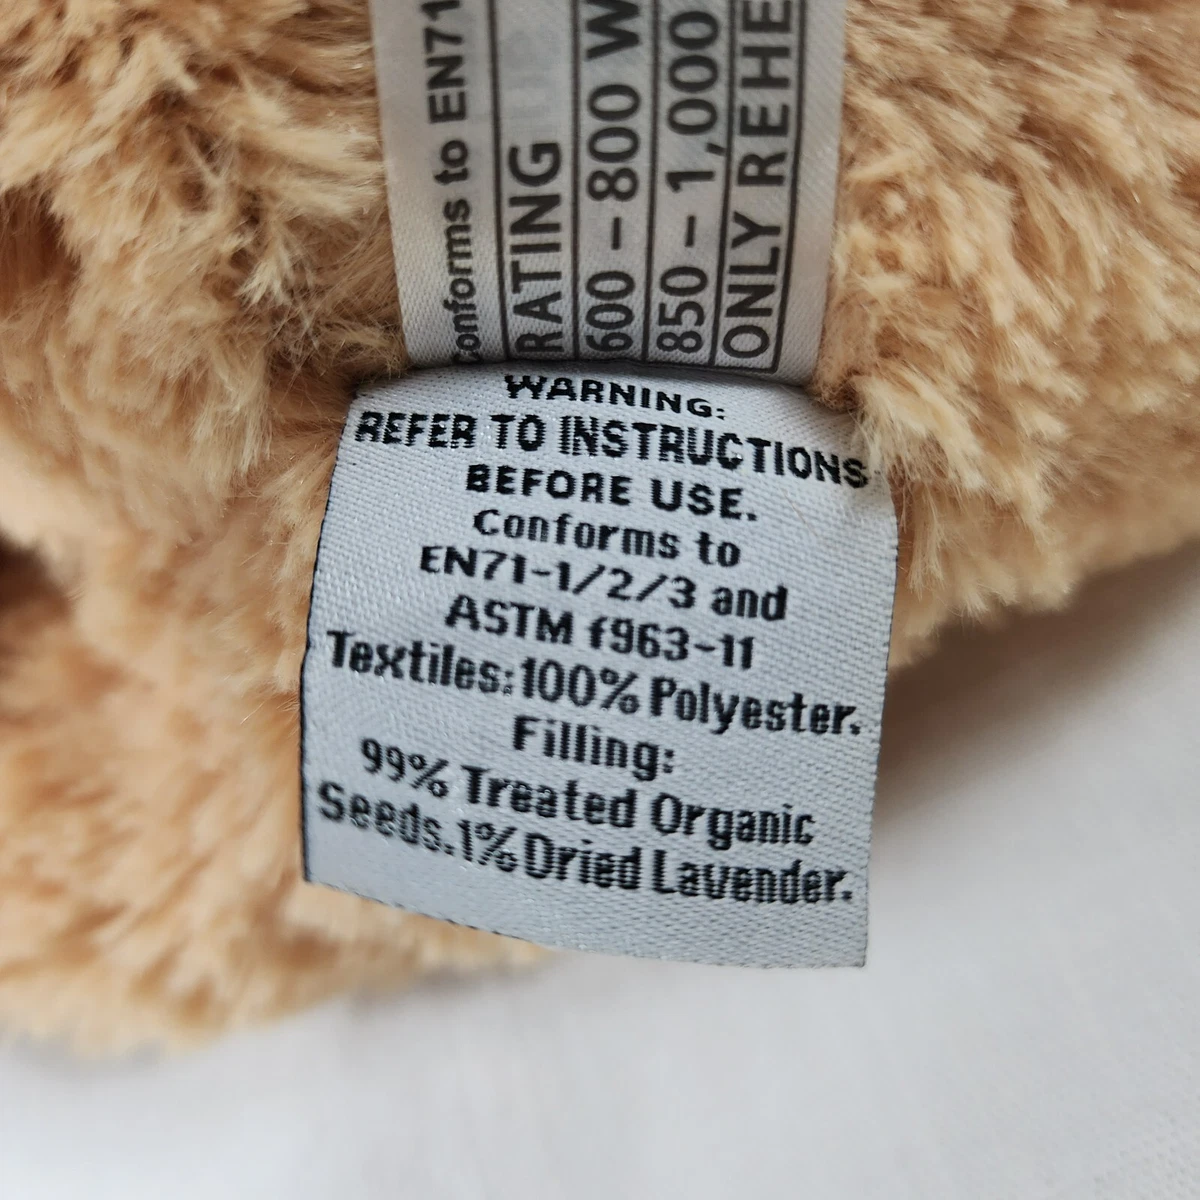 Conforms to EN71
RATING
600 – 800 W
850 – 1,000
ONLY REHE
WARNING:
REFER TO INSTRUCTIONS
BEFORE USE.
Conforms to
EN71-1/2/3 and
ASTM f963-11
Textiles:100% Polyester.
Filling:
99% Treated Organic
Seeds.1% Dried Lavender.